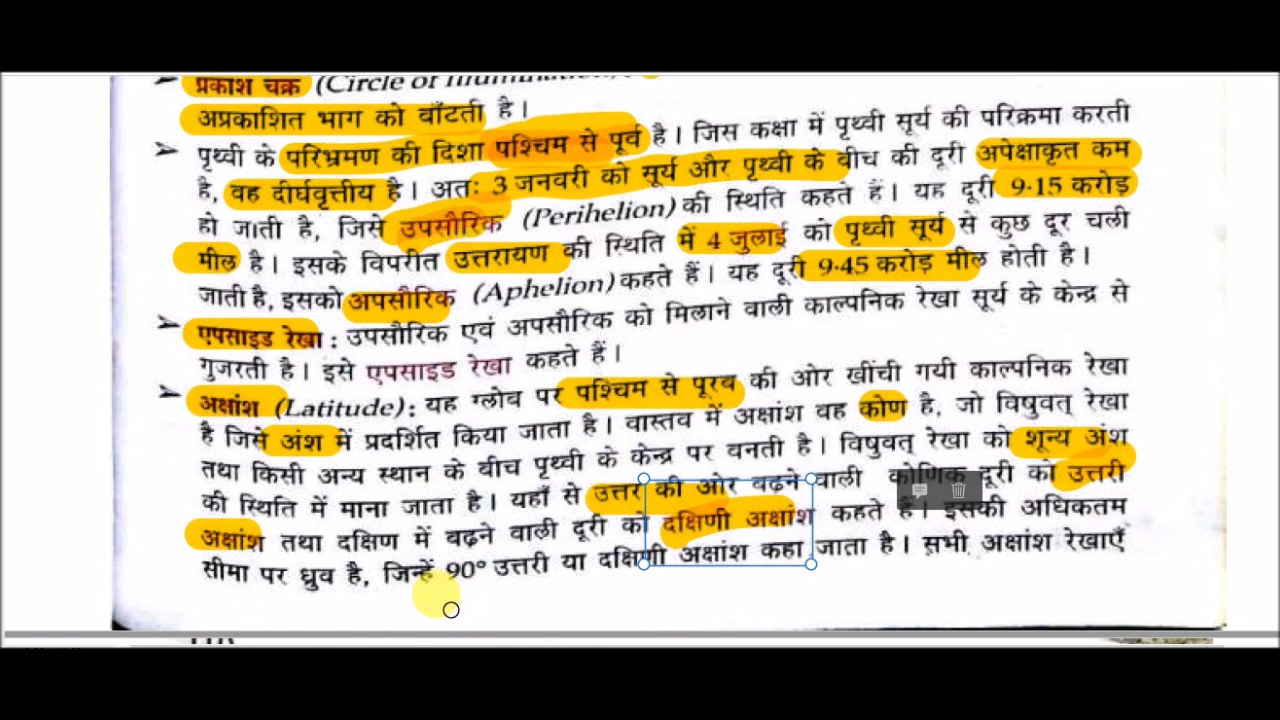 ➢ प्रकाश चक्र (Circle of Illumination)
अप्रकाशित भाग को बाँटती है।
➢ पृथ्वी के परिभ्रमण की दिशा पश्चिम से पूर्व है। जिस कक्षा में पृथ्वी सूर्य की परिक्रमा करती
है, वह दीर्घवृत्तीय है। अतः 3 जनवरी को सूर्य और पृथ्वी के बीच की दूरी अपेक्षाकृत कम
हो जाती है, जिसे उपसौरिक (Perihelion) की स्थिति कहते हैं। यह दूरी 9·15 करोड़
मील है। इसके विपरीत उत्तरायण की स्थिति में 4 जुलाई को पृथ्वी सूर्य से कुछ दूर चली
जाती है, इसको अपसौरिक (Aphelion) कहते हैं। यह दूरी 9·45 करोड़ मील होती है।
➢ एपसाइड रेखा : उपसौरिक एवं अपसौरिक को मिलाने वाली काल्पनिक रेखा सूर्य के केन्द्र से
गुजरती है। इसे एपसाइड रेखा कहते हैं।
➢ अक्षांश (Latitude) : यह ग्लोब पर पश्चिम से पूरब की ओर खींची गयी काल्पनिक रेखा
है जिसे अंश में प्रदर्शित किया जाता है। वास्तव में अक्षांश वह कोण है, जो विषुवत् रेखा
तथा किसी अन्य स्थान के बीच पृथ्वी के केन्द्र पर बनती है। विषुवत् रेखा को शून्य अंश
की स्थिति में माना जाता है। यहाँ से उत्तर की ओर बढ़ने वाली कोणिक दूरी को उत्तरी
अक्षांश तथा दक्षिण में बढ़ने वाली दूरी को दक्षिणी अक्षांश कहते हैं। इसकी अधिकतम
सीमा पर ध्रुव है, जिन्हें 90° उत्तरी या दक्षिणी अक्षांश कहा जाता है। सभी अक्षांश रेखाएँ